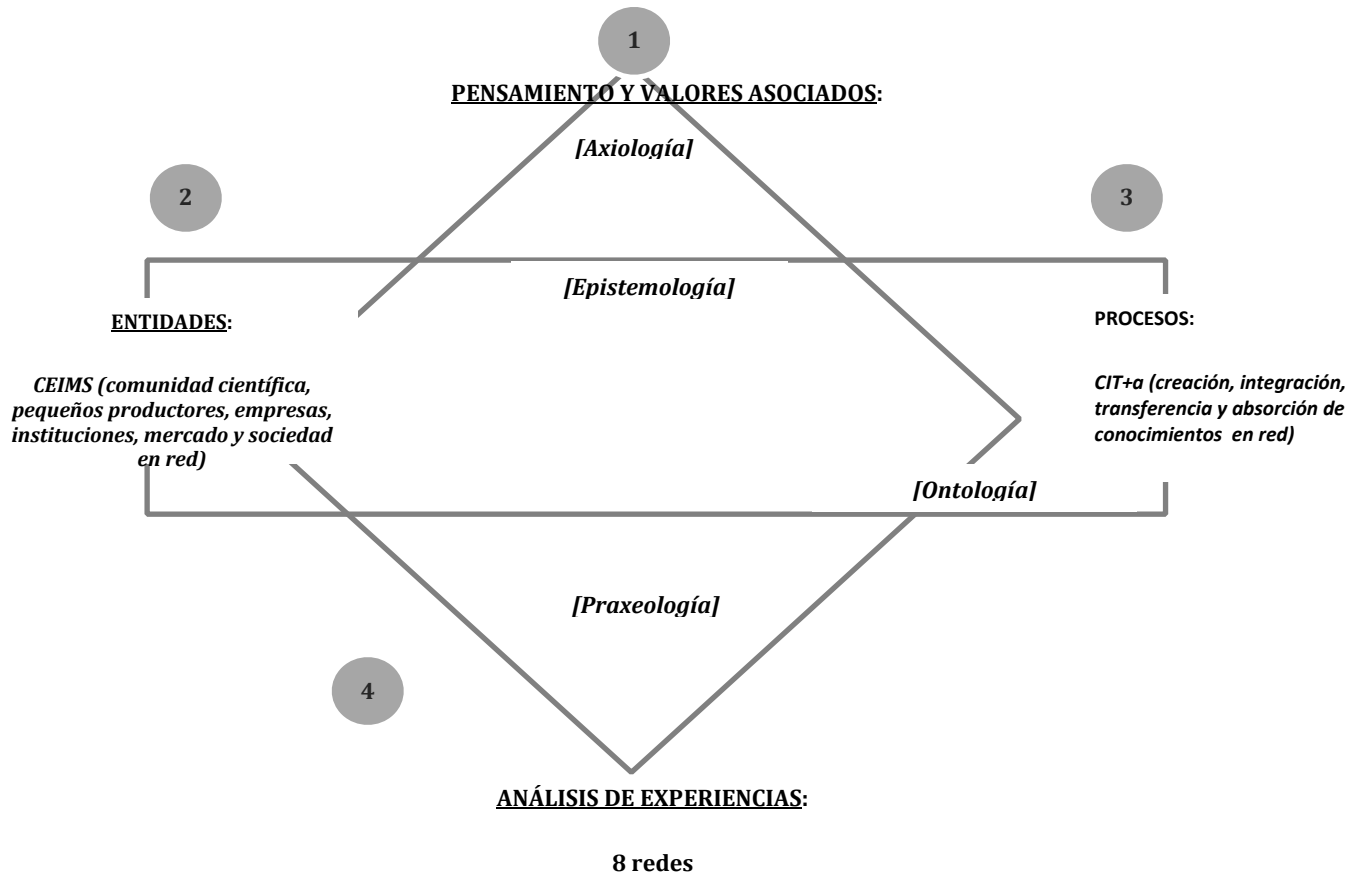 1
PENSAMIENTO Y VALORES ASOCIADOS:
[Axiología]
2
3
[Epistemología]
ENTIDADES:
CEIMS (comunidad científica,
pequeños productores, empresas,
instituciones, mercado y sociedad
en red)
PROCESOS:
CIT+a (creación, integración,
transferencia y absorción de
conocimientos en red)
[Ontología]
[Praxeología]
4
ANÁLISIS DE EXPERIENCIAS:
8 redes